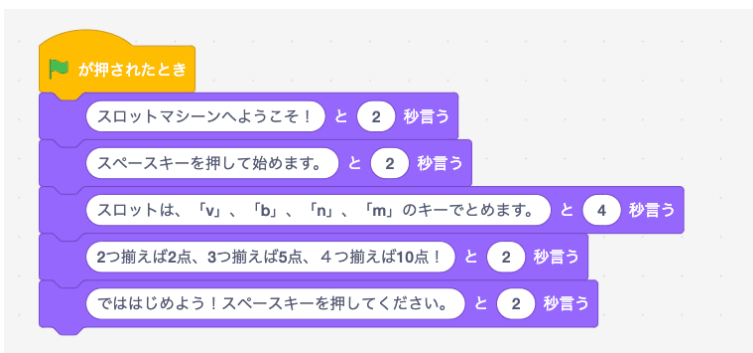 が押されたとき
スロットマシーンへようこそ！ と 2 秒言う
スペースキーを押して始めます。 と 2 秒言う
スロットは、「v」、「b」、「n」、「m」のキーでとめます。 と 4 秒言う
2つ揃えば2点、3つ揃えば5点、４つ揃えば10点！ と 2 秒言う
でははじめよう！スペースキーを押してください。 と 2 秒言う